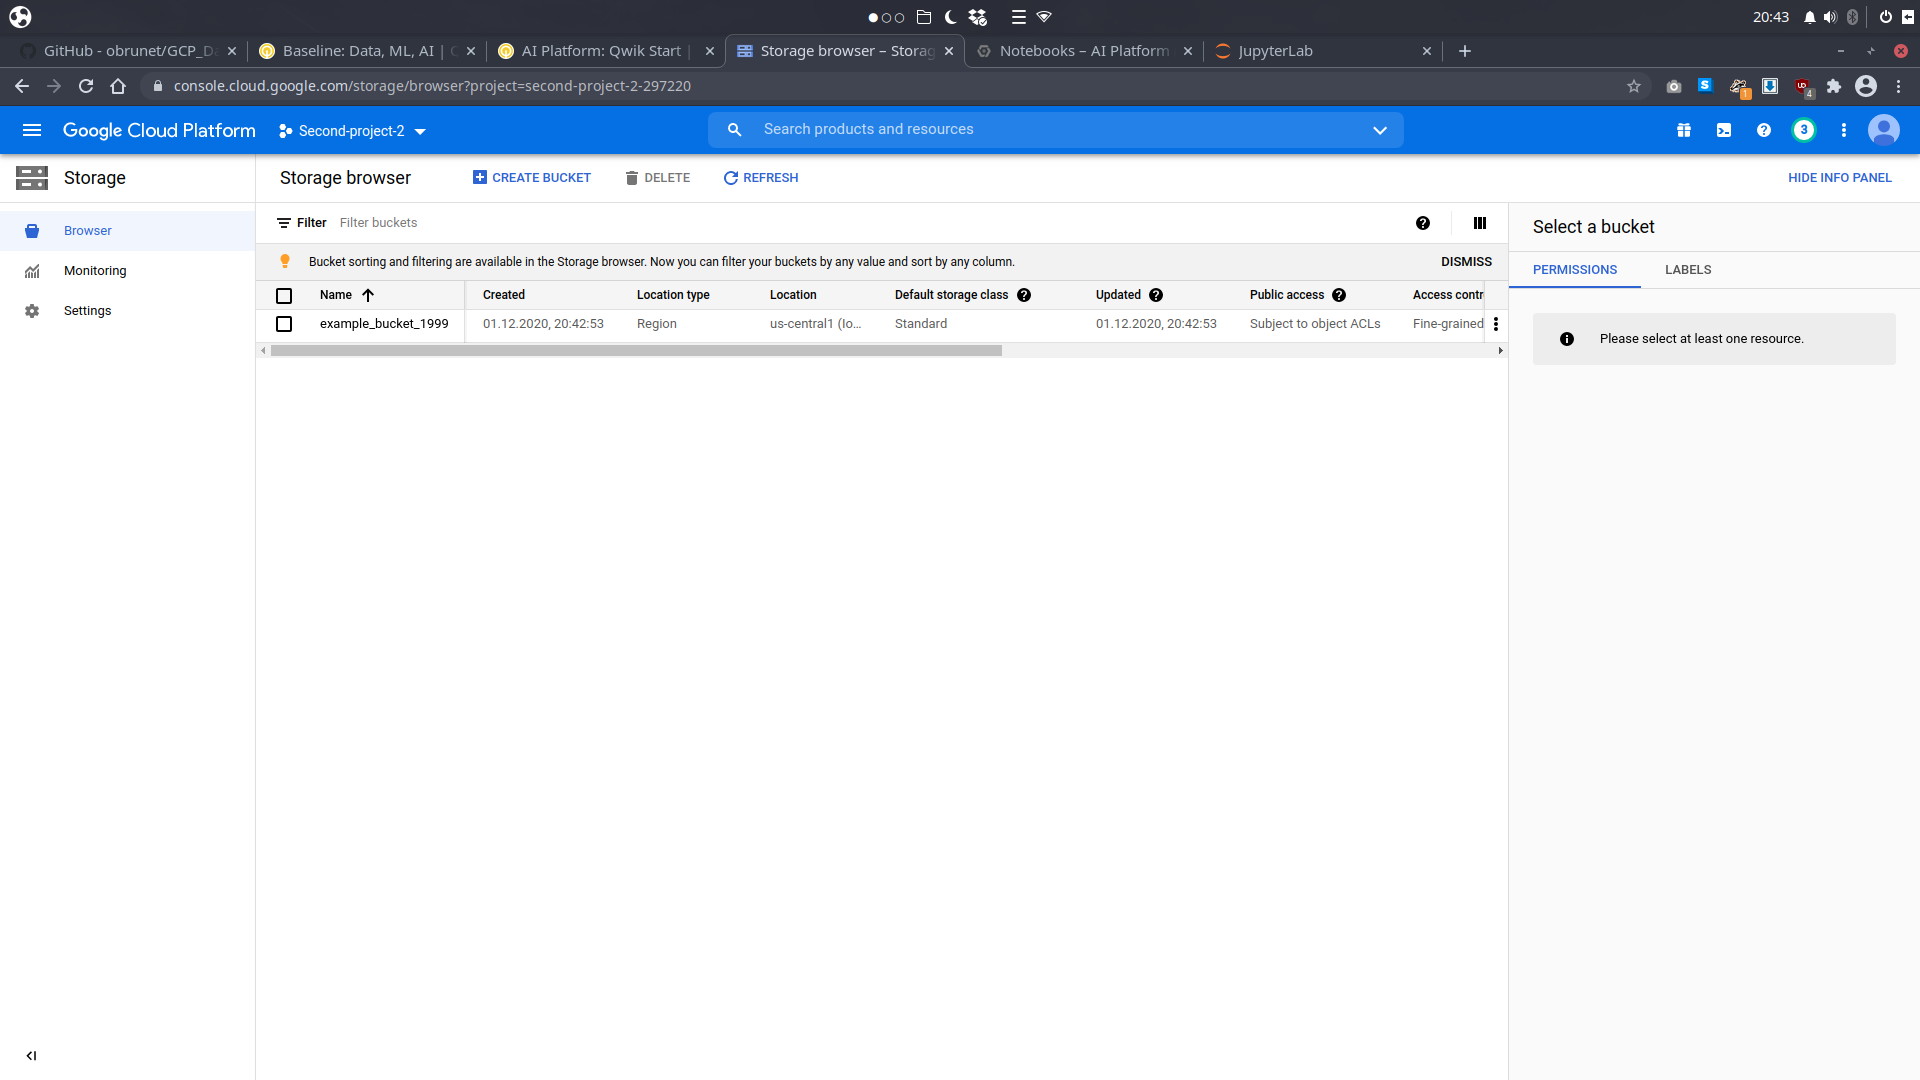 20:43
GitHub - obrunet/GCP_Da
Baseline: Data, ML, AI |
AI Platform: Qwik Start |
Storage browser – Storag
Notebooks – AI Platform
JupyterLab
console.cloud.google.com/storage/browser?project=second-project-2-297220
S
1
4
Google Cloud Platform
Second-project-2
Search products and resources
3
Storage
Storage browser
CREATE BUCKET
DELETE
REFRESH
HIDE INFO PANEL
Browser
Monitoring
Settings
Filter Filter buckets
Bucket sorting and filtering are available in the Storage browser. Now you can filter your buckets by any value and sort by any column.
DISMISS
Name Created Location type Location Default storage class Updated Public access Access contr
example_bucket_1999 01.12.2020, 20:42:53 Region us-central1 (Io... Standard 01.12.2020, 20:42:53 Subject to object ACLs Fine-grained
Select a bucket
PERMISSIONS LABELS
Please select at least one resource.